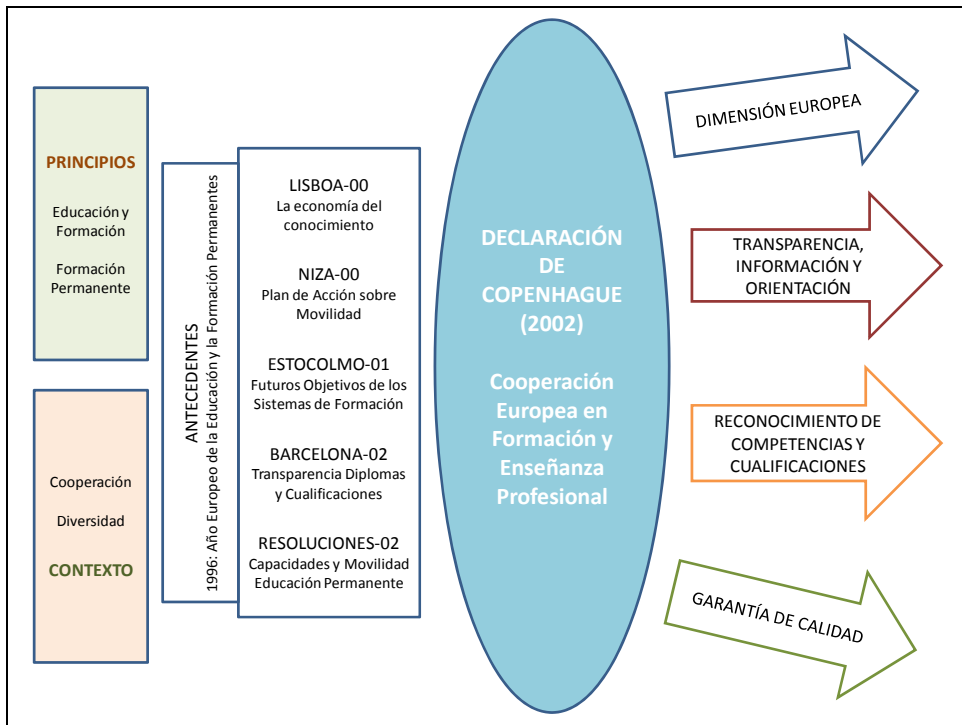 PRINCIPIOS
Educación y
Formación
Formación
Permanente
Cooperación
Diversidad
CONTEXTO
ANTECEDENTES
1996: Año Europeo de la Educación y la Formación Permanentes
LISBOA-00
La economía del
conocimiento
NIZA-00
Plan de Acción sobre
Movilidad
ESTOCOLMO-01
Futuros Objetivos de los
Sistemas de Formación
BARCELONA-02
Transparencia Diplomas
y Cualificaciones
RESOLUCIONES-02
Capacidades y Movilidad
Educación Permanente
DECLARACIÓN
DE
COPENHAGUE
(2002)
Cooperación
Europea en
Formación y
Enseñanza
Profesional
DIMENSIÓN EUROPEA
TRANSPARENCIA,
INFORMACIÓN Y
ORIENTACIÓN
RECONOCIMIENTO DE
COMPETENCIAS Y
CUALIFICACIONES
GARANTÍA DE CALIDAD